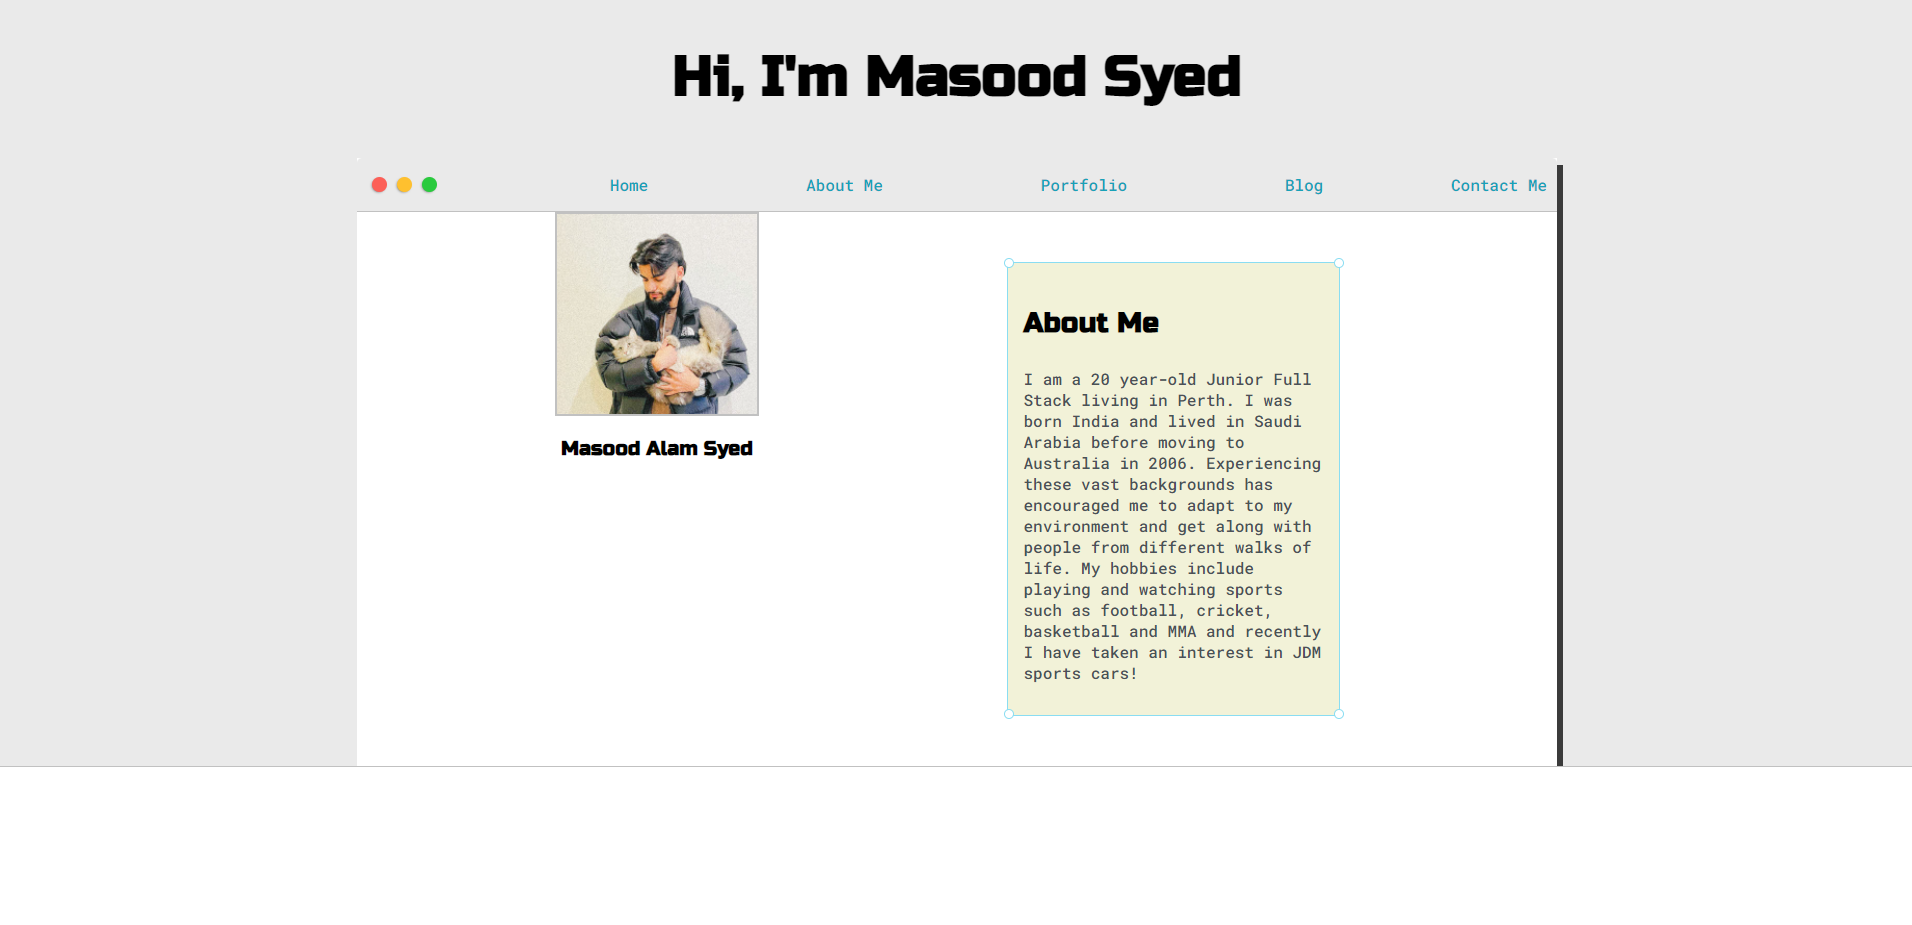 Hi, I'm Masood Syed
Home About Me Portfolio Blog Contact Me
Masood Alam Syed
About Me
I am a 20 year-old Junior Full
Stack living in Perth. I was
born India and lived in Saudi
Arabia before moving to
Australia in 2006. Experiencing
these vast backgrounds has
encouraged me to adapt to my
environment and get along with
people from different walks of
life. My hobbies include
playing and watching sports
such as football, cricket,
basketball and MMA and recently
I have taken an interest in JDM
sports cars!